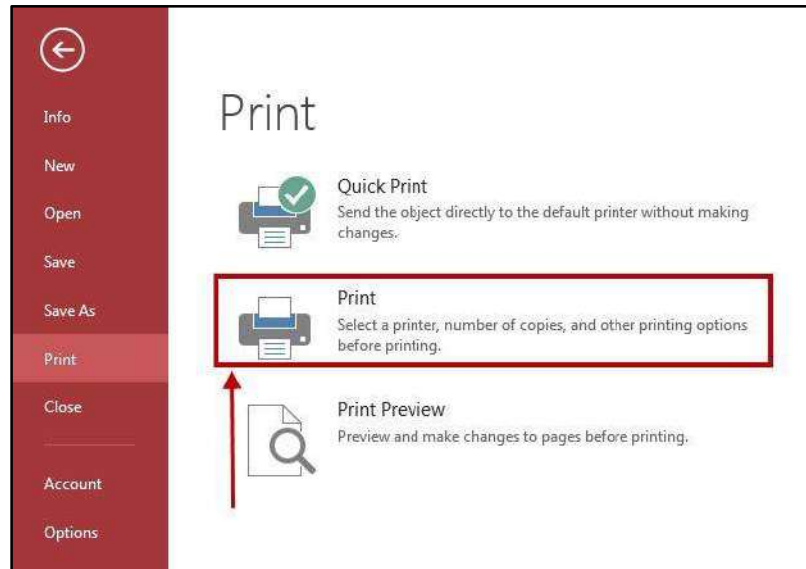 Info
New
Open
Save
Save As
Print
Close
Account
Options
Print
Quick Print
Send the object directly to the default printer without making
changes.
Print
Select a printer, number of copies, and other printing options
before printing.
Print Preview
Preview and make changes to pages before printing.